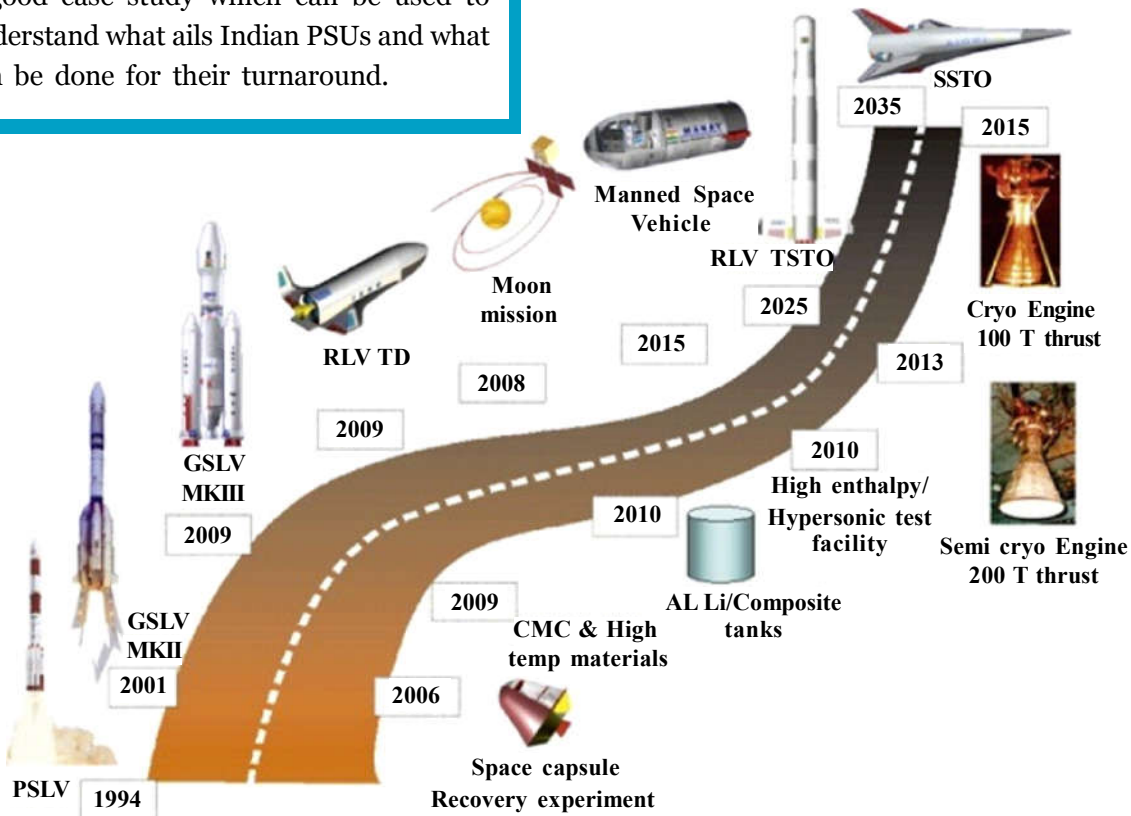 good case study which can be used to
derstand what ails Indian PSUs and what
be done for their turnaround.
SSTO
2035
2015
MANAV
Manned Space
Vehicle
RLV TSTO
Moon
mission
Cryo Engine
100 T thrust
2025
RLV TD
2015
2013
2008
2009
GSLV
MKIII
2010
High enthalpy/
Hypersonic test
facility
2009
2010
Semi cryo Engine
200 T thrust
AL Li/Composite
tanks
2009
CMC & High
temp materials
GSLV
MKII
2001
2006
Space capsule
Recovery experiment
PSLV
1994